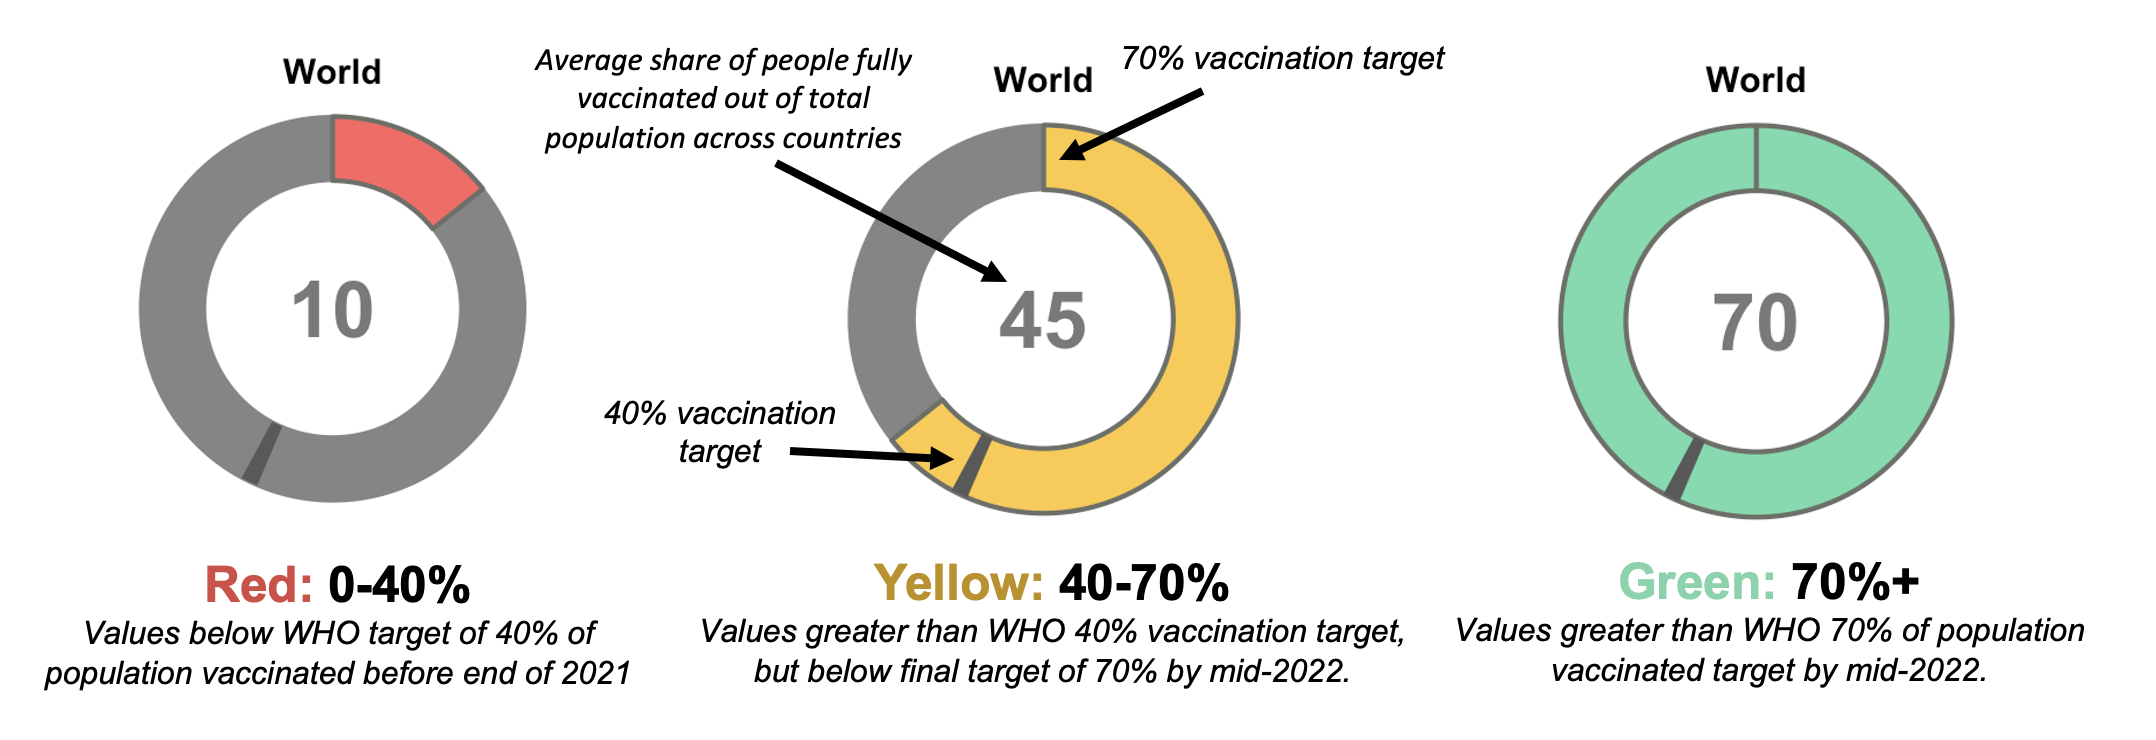 World
10
Red: 0-40%
Values below WHO target of 40% of
population vaccinated before end of 2021
Average share of people fully
vaccinated out of total
population across countries
World
70% vaccination target
45
40% vaccination
target
Yellow: 40-70%
Values greater than WHO 40% vaccination target,
but below final target of 70% by mid-2022.
World
70
Green: 70%+
Values greater than WHO 70% of population
vaccinated target by mid-2022.